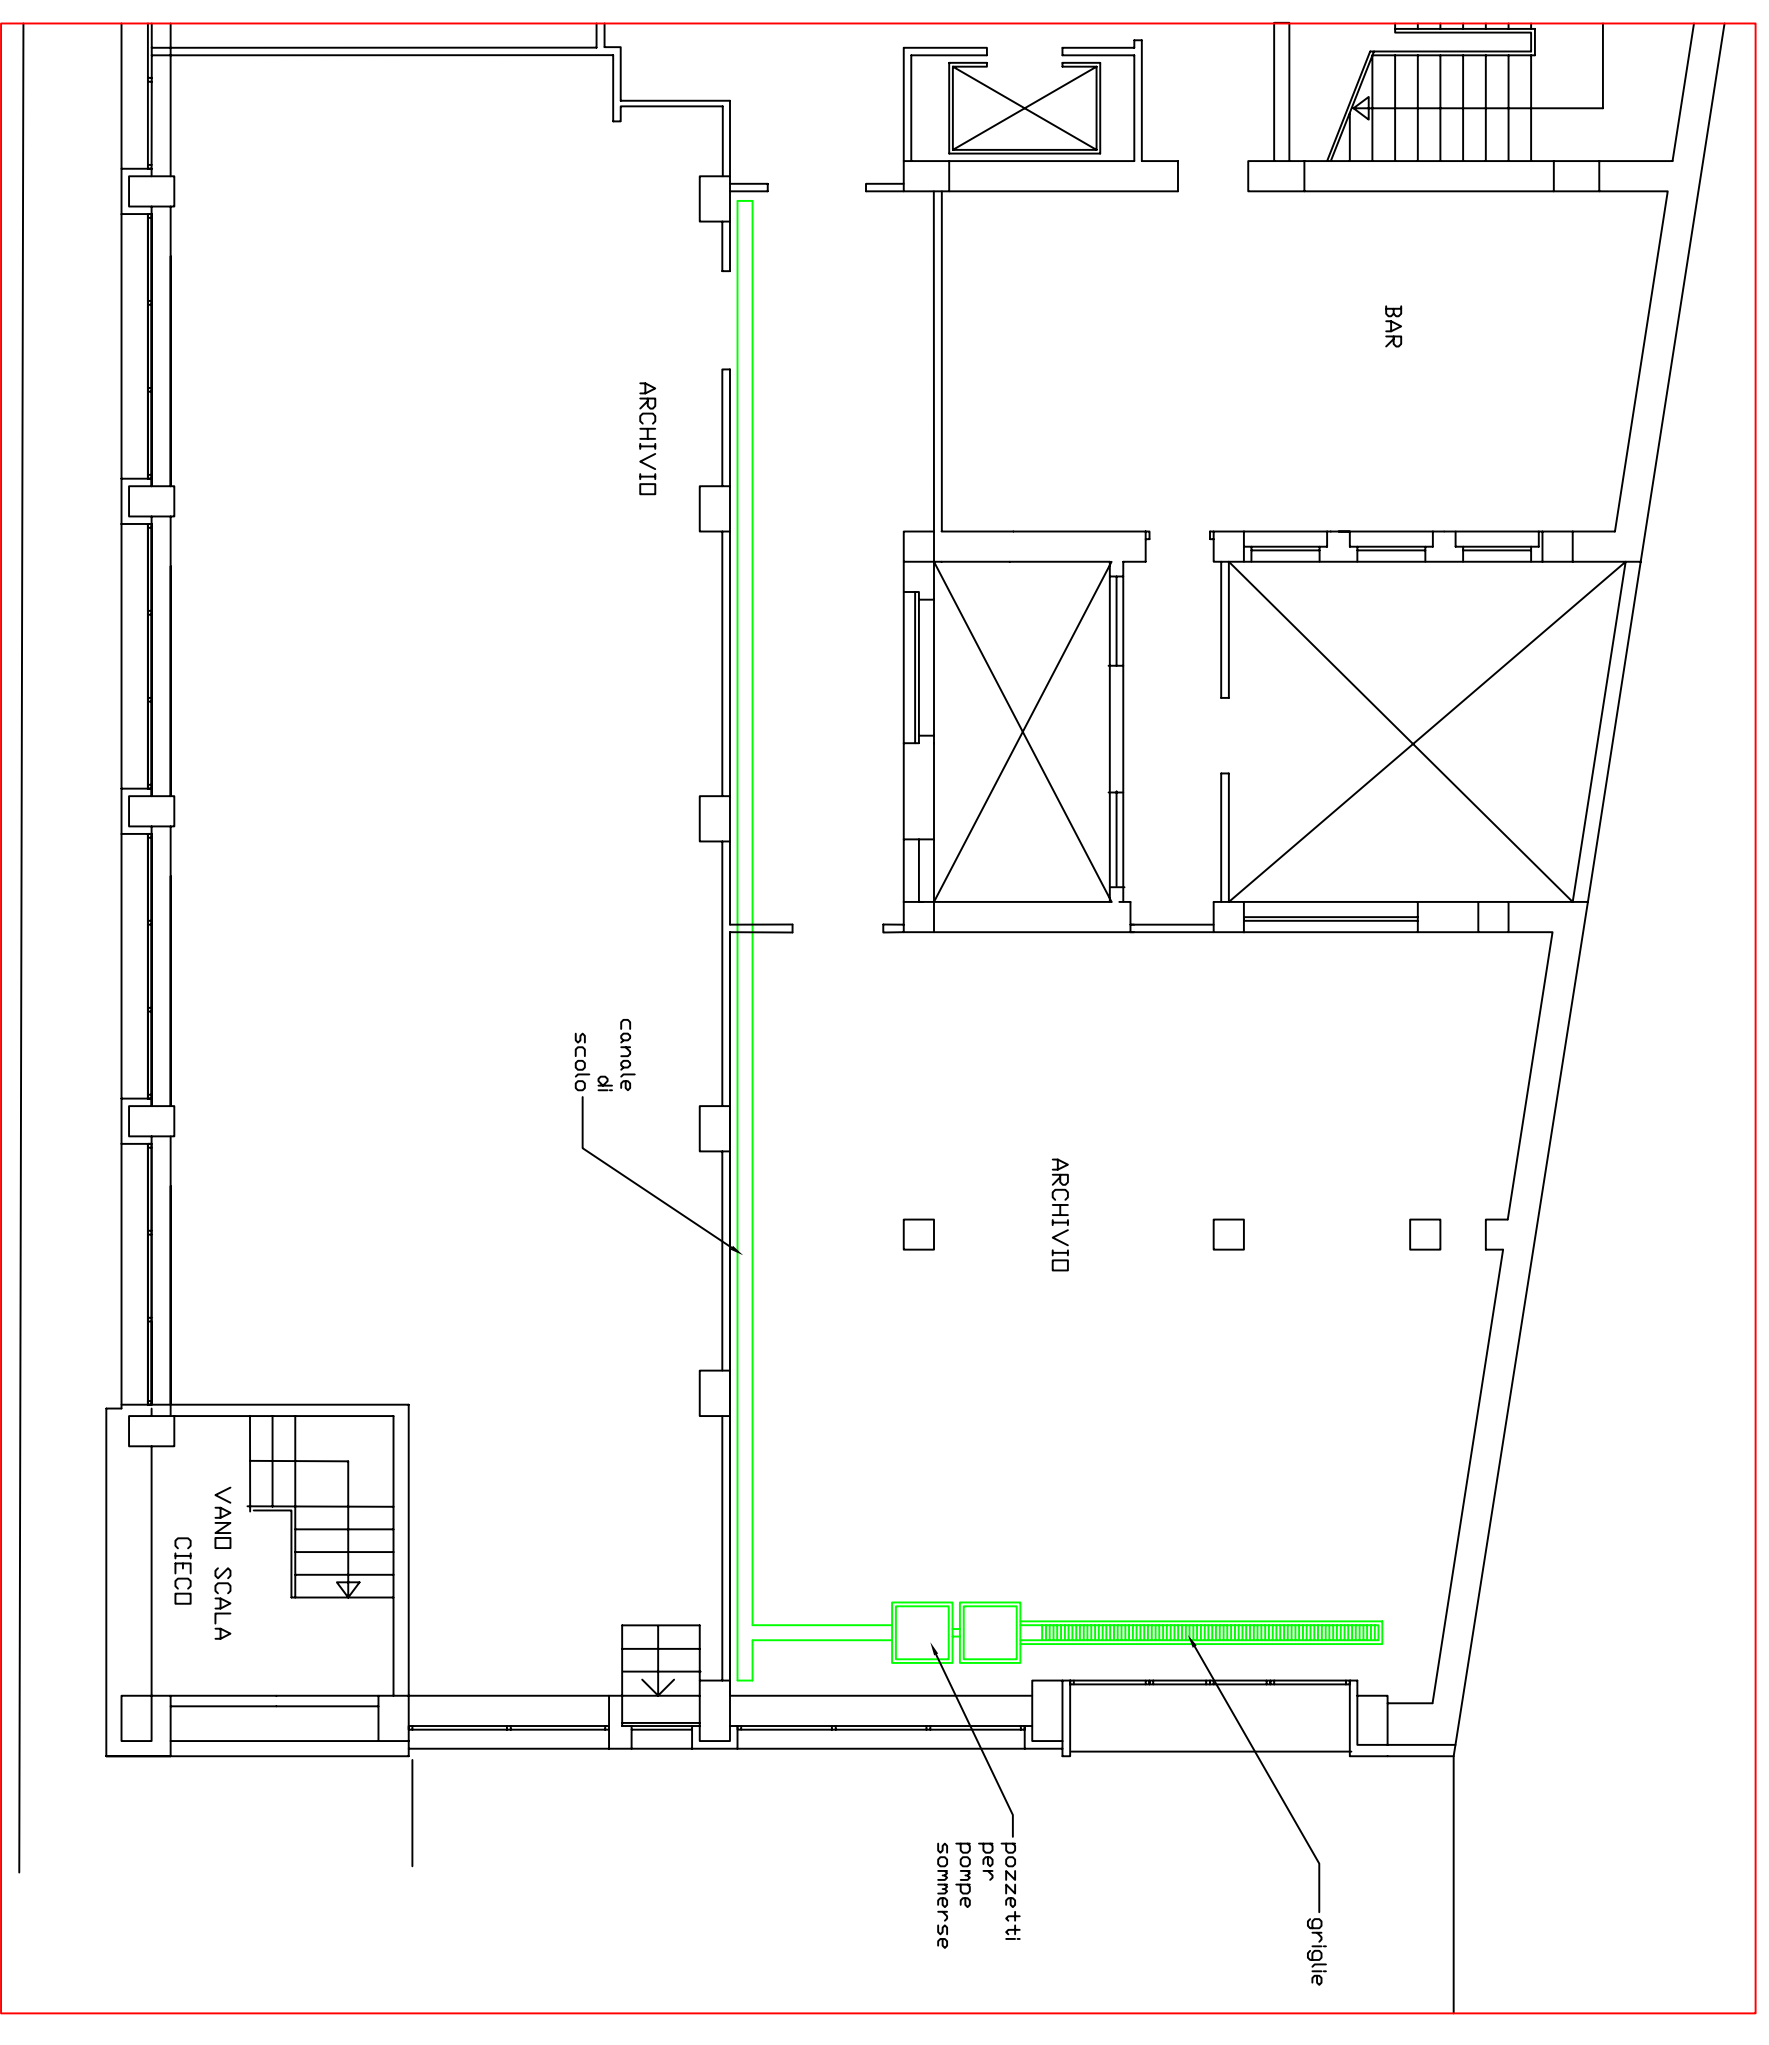 BAR
ARCHIVIO
canale
di
scolo
ARCHIVIO
VANO SCALA
CIECO
pozzetti
per
pompe
sommerse
griglie